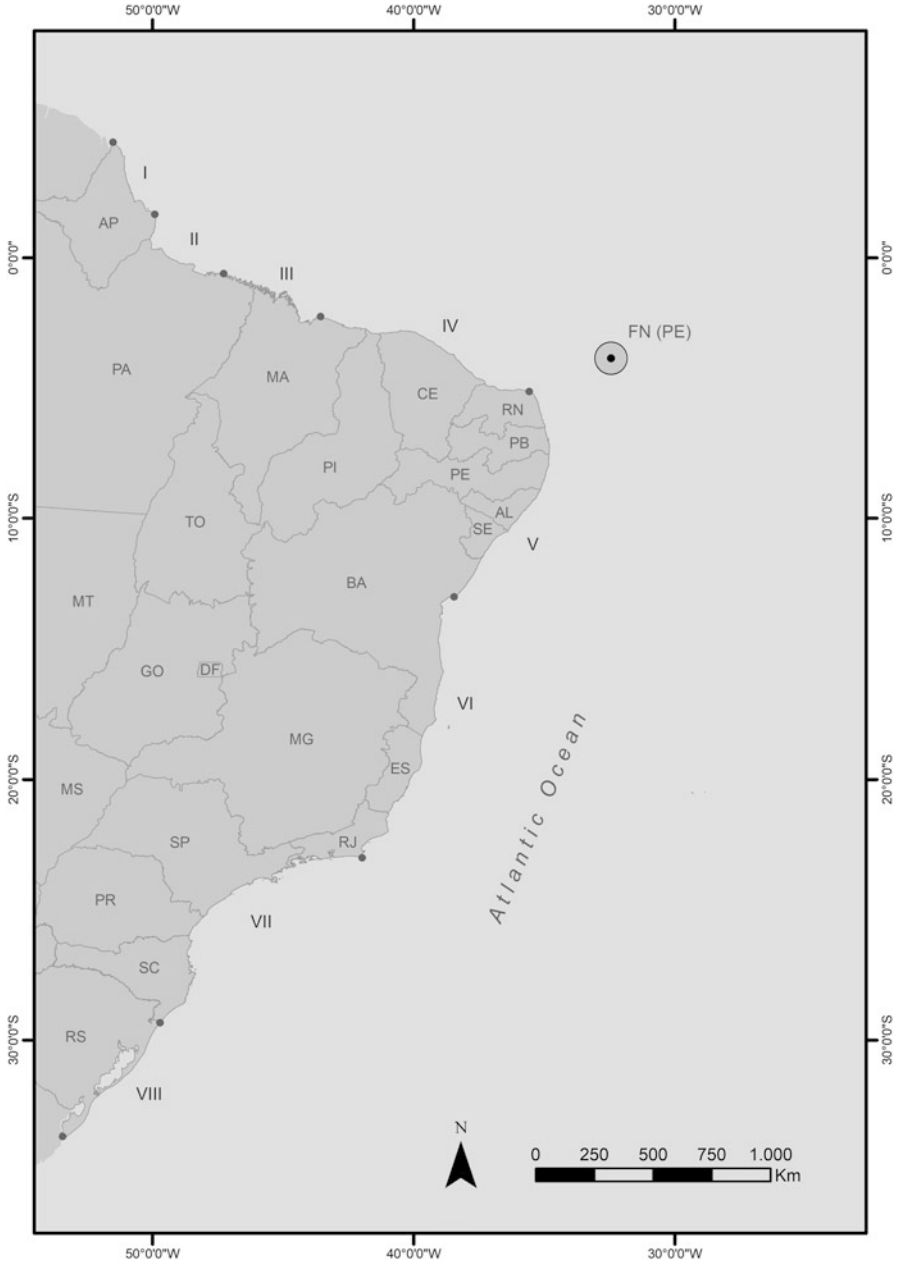 50°0'0"W 40°0'0"W 30°0'0"W
I
AP
II
0°0'0" 0°0'0"
III
IV
FN (PE)
PA
MA
CE
RN
PB
PI
PE
AL
10°0'0"S 10°0'0"S
TO
SE
V
BA
MT
GO
DF
VI
MG
Atlantic Ocean
ES
20°0'0"S 20°0'0"S
MS
SP
RJ
PR
VII
SC
RS
30°0'0"S 30°0'0"S
VIII
N
0 250 500 750 1.000
Km
50°0'0"W 40°0'0"W 30°0'0"W